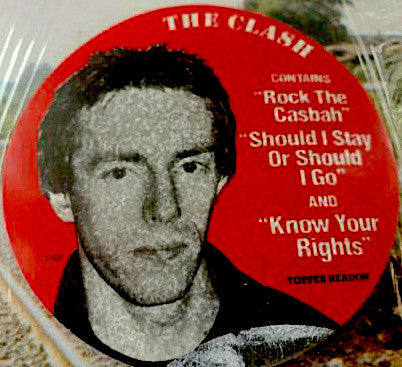 THE CLASH
CONTAINS
"Rock The
Casbah"
"Should I Stay
Or Should
I Go"
AND
"Know Your
Rights"
TOPPER HEADON